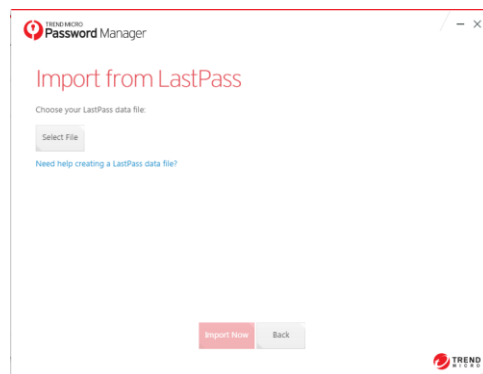 TREND MICRO
Password Manager
Import from LastPass
Choose your LastPass data file:
Select File
Need help creating a LastPass data file?
Import Now
Back
TREND
MICRO